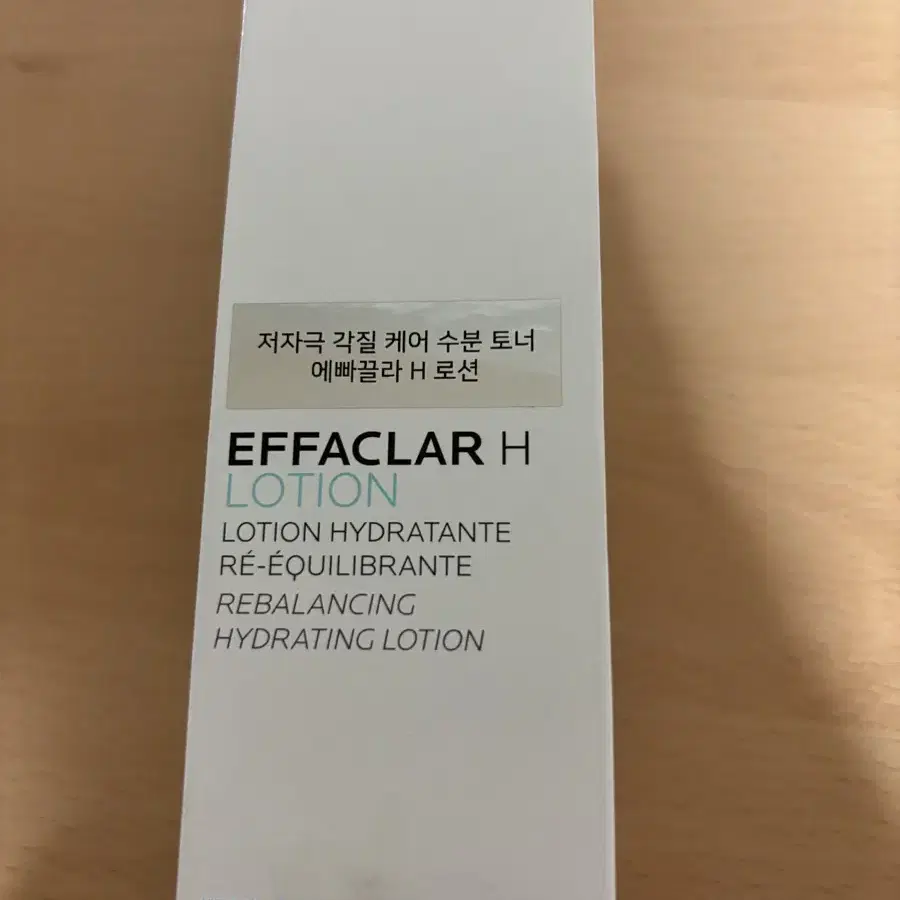 저자극 각질 케어 수분 토너
에빠끌라 H 로션
EFFACLAR H
LOTION
LOTION HYDRATANTE
RÉ-ÉQUILIBRANTE
REBALANCING
HYDRATING LOTION